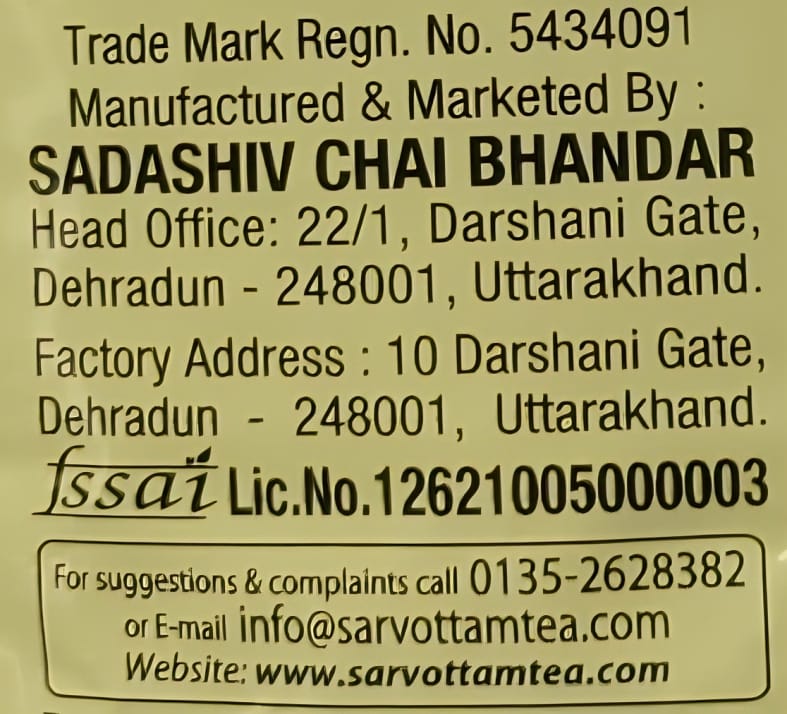 Trade Mark Regn. No. 5434091
Manufactured & Marketed By :
SADASHIV CHAI BHANDAR
Head Office: 22/1, Darshani Gate,
Dehradun - 248001, Uttarakhand.
Factory Address : 10 Darshani Gate,
Dehradun - 248001, Uttarakhand.
fssai Lic.No.12621005000003
For suggestions & complaints call 0135-2628382
or E-mail info@sarvottamtea.com
Website: www.sarvottamtea.com